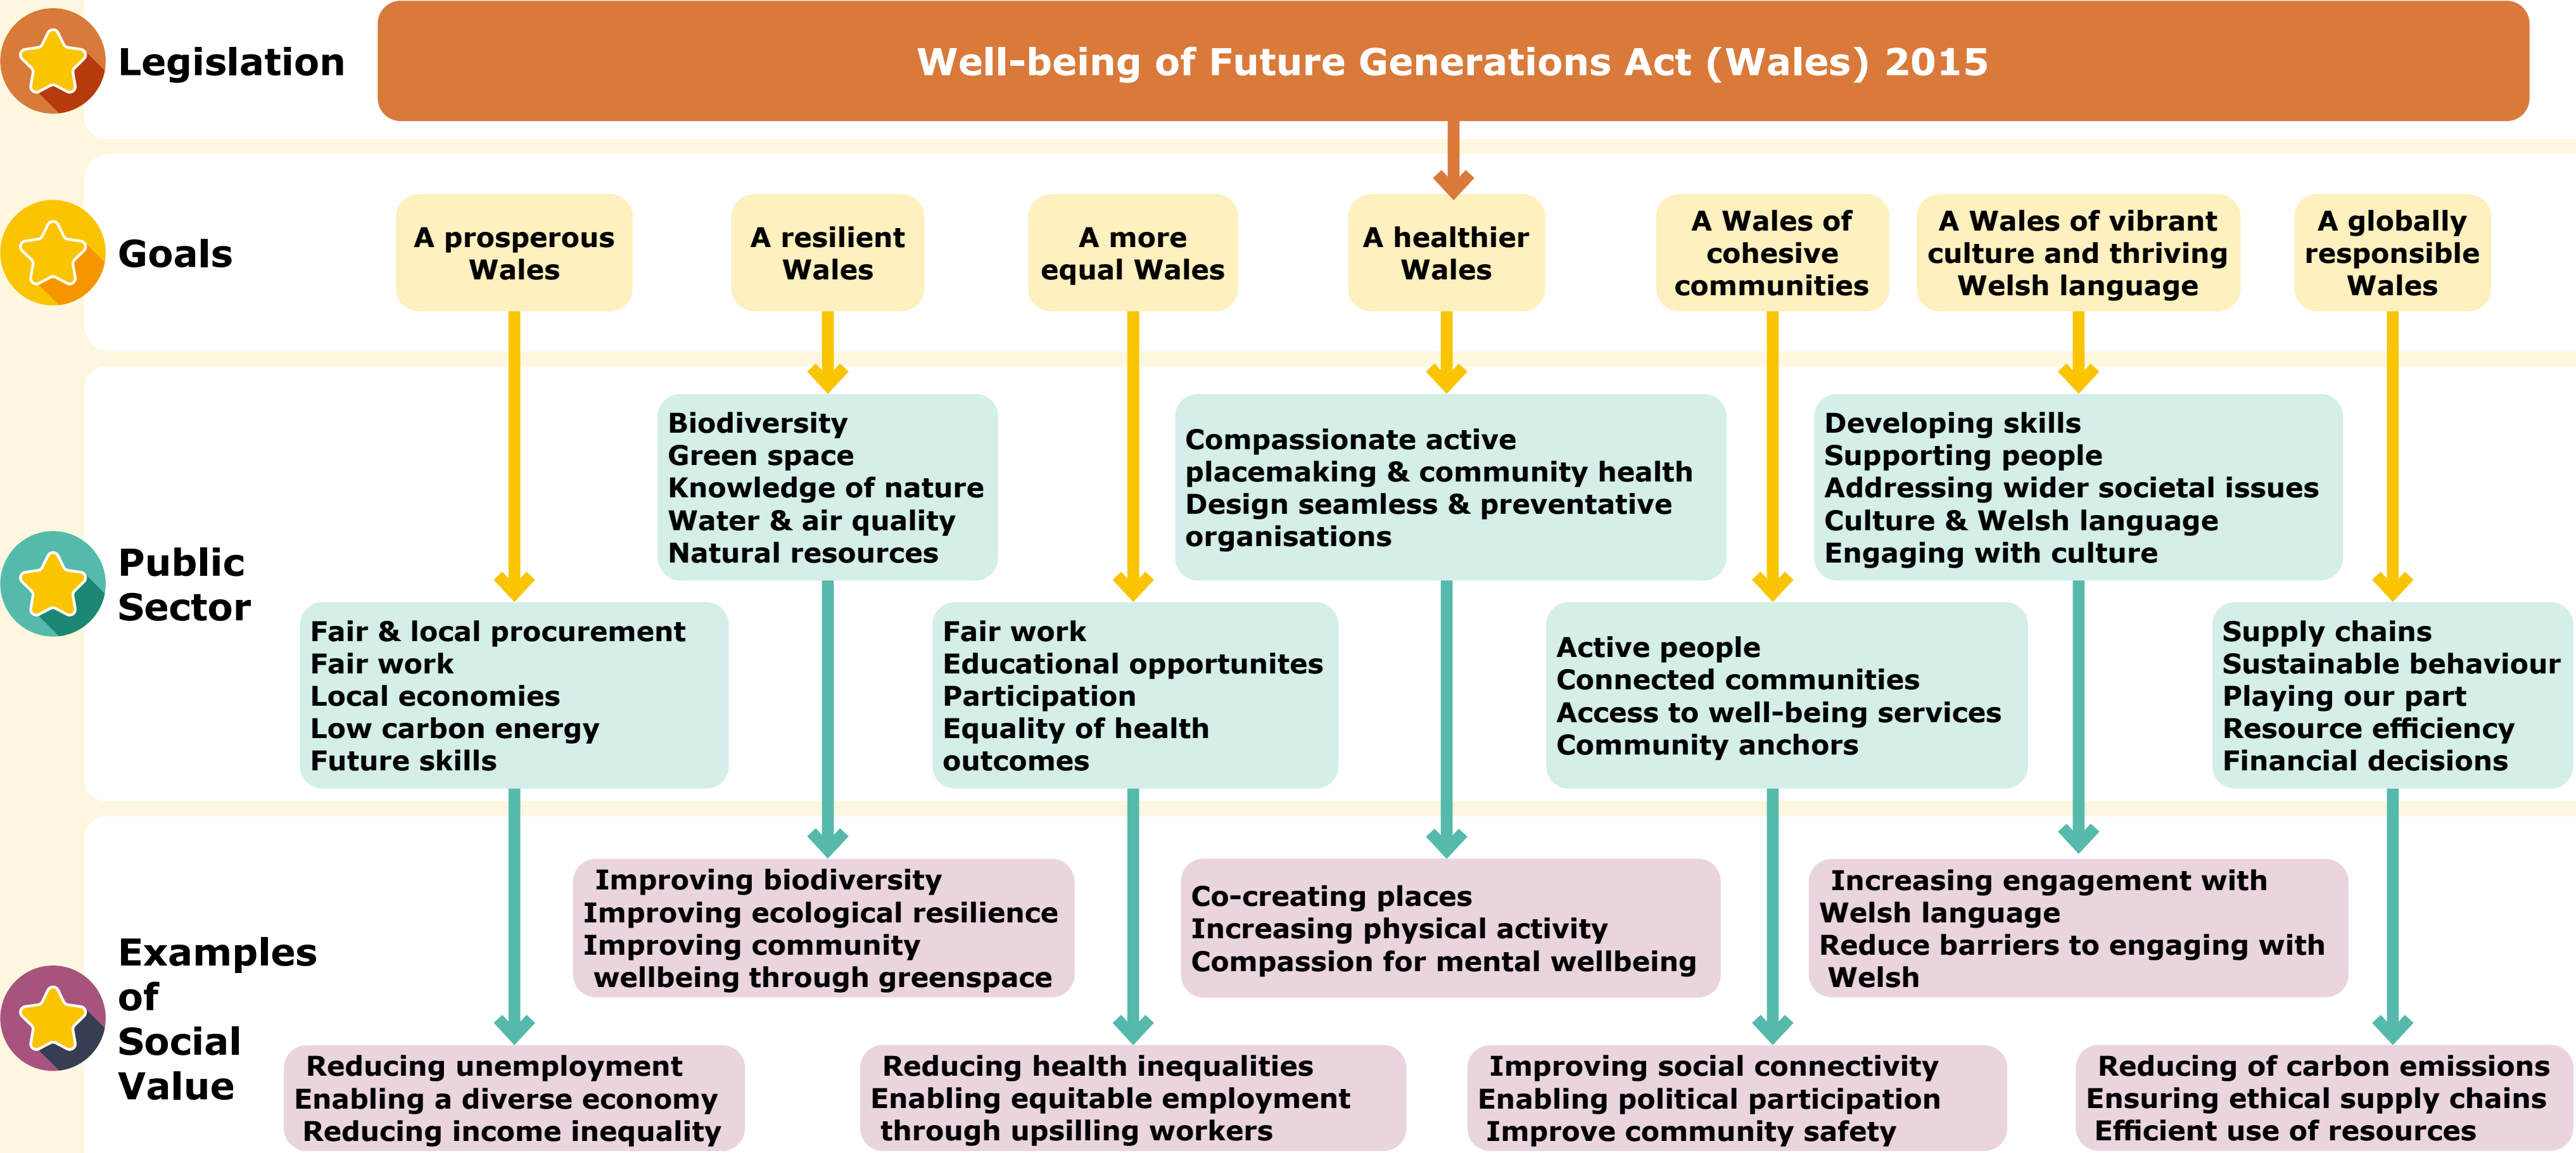 Legislation
Well-being of Future Generations Act (Wales) 2015
Goals
A prosperous
Wales
A resilient
Wales
A more
equal Wales
A healthier
Wales
A Wales of
cohesive
communities
A Wales of vibrant
culture and thriving
Welsh language
A globally
responsible
Wales
Public
Sector
Fair & local procurement
Fair work
Local economies
Low carbon energy
Future skills
Biodiversity
Green space
Knowledge of nature
Water & air quality
Natural resources
Fair work
Educational opportunites
Participation
Equality of health
outcomes
Compassionate active
placemaking & community health
Design seamless & preventative
organisations
Active people
Connected communities
Access to well-being services
Community anchors
Developing skills
Supporting people
Addressing wider societal issues
Culture & Welsh language
Engaging with culture
Supply chains
Sustainable behaviour
Playing our part
Resource efficiency
Financial decisions
Examples
of
Social
Value
Reducing unemployment
Enabling a diverse economy
Reducing income inequality
Improving biodiversity
Improving ecological resilience
Improving community
wellbeing through greenspace
Reducing health inequalities
Enabling equitable employment
through upsilling workers
Co-creating places
Increasing physical activity
Compassion for mental wellbeing
Improving social connectivity
Enabling political participation
Improve community safety
Increasing engagement with
Welsh language
Reduce barriers to engaging with
Welsh
Reducing of carbon emissions
Ensuring ethical supply chains
Efficient use of resources